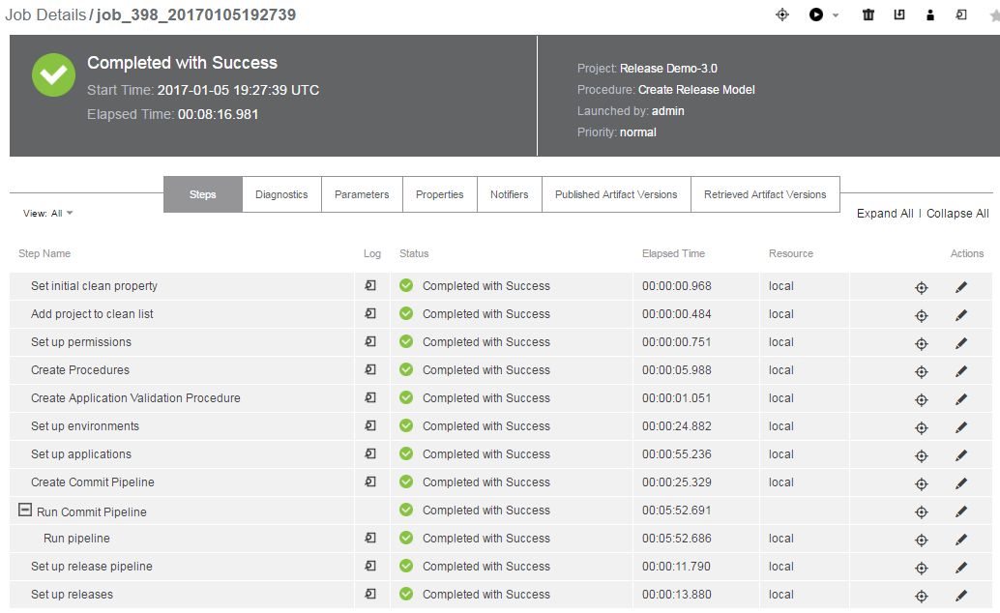 Job Details / job_398_20170105192739
Completed with Success
Start Time: 2017-01-05 19:27:39 UTC
Elapsed Time: 00:08:16.981
Project: Release Demo-3.0
Procedure: Create Release Model
Launched by: admin
Priority: normal
Steps Diagnostics Parameters Properties Notifiers Published Artifact Versions Retrieved Artifact Versions
View: All Expand All | Collapse All
Step Name Log Status Elapsed Time Resource Actions
Set initial clean property Completed with Success 00:00:00.968 local
Add project to clean list Completed with Success 00:00:00.484 local
Set up permissions Completed with Success 00:00:00.751 local
Create Procedures Completed with Success 00:00:05.988 local
Create Application Validation Procedure Completed with Success 00:00:01.051 local
Set up environments Completed with Success 00:00:24.882 local
Set up applications Completed with Success 00:00:55.236 local
Create Commit Pipeline Completed with Success 00:00:25.329 local
Run Commit Pipeline Completed with Success 00:05:52.691
Run pipeline Completed with Success 00:05:52.686 local
Set up release pipeline Completed with Success 00:00:11.790 local
Set up releases Completed with Success 00:00:13.880 local